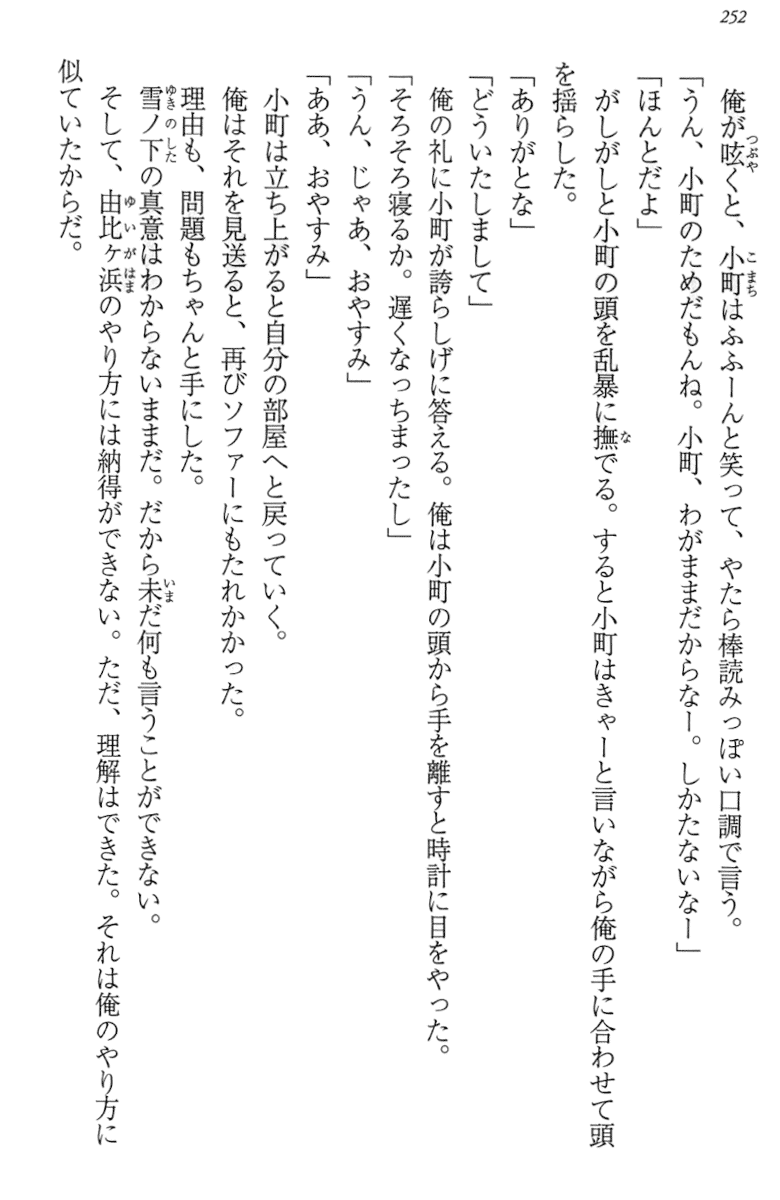 252
俺が呟くと、小町はふふーんと笑って、やたら棒読みっぽい口調で言う。
「うん、小町のためだもんね。小町、わがままだからなー。しかたないなー」
「ほんとだよ」
がしがしと小町の頭を乱暴に撫でる。すると小町はきゃーと言いながら俺の手に合わせて頭
を揺らした。
「ありがとな」
「どういたしまして」
俺の礼に小町が誇らしげに答える。俺は小町の頭から手を離すと時計に目をやった。
「そろそろ寝るか。遅くなっちまったし」
「うん、じゃあ、おやすみ」
「ああ、おやすみ」
小町は立ち上がると自分の部屋へと戻っていく。
俺はそれを見送ると、再びソファーにもたれかかった。
理由も、問題もちゃんと手にした。
雪ノ下の真意はわからないままだ。だから未だ何も言うことができない。
そして、由比ヶ浜のやり方には納得ができない。ただ、理解はできた。それは俺のやり方に
似ていたからだ。